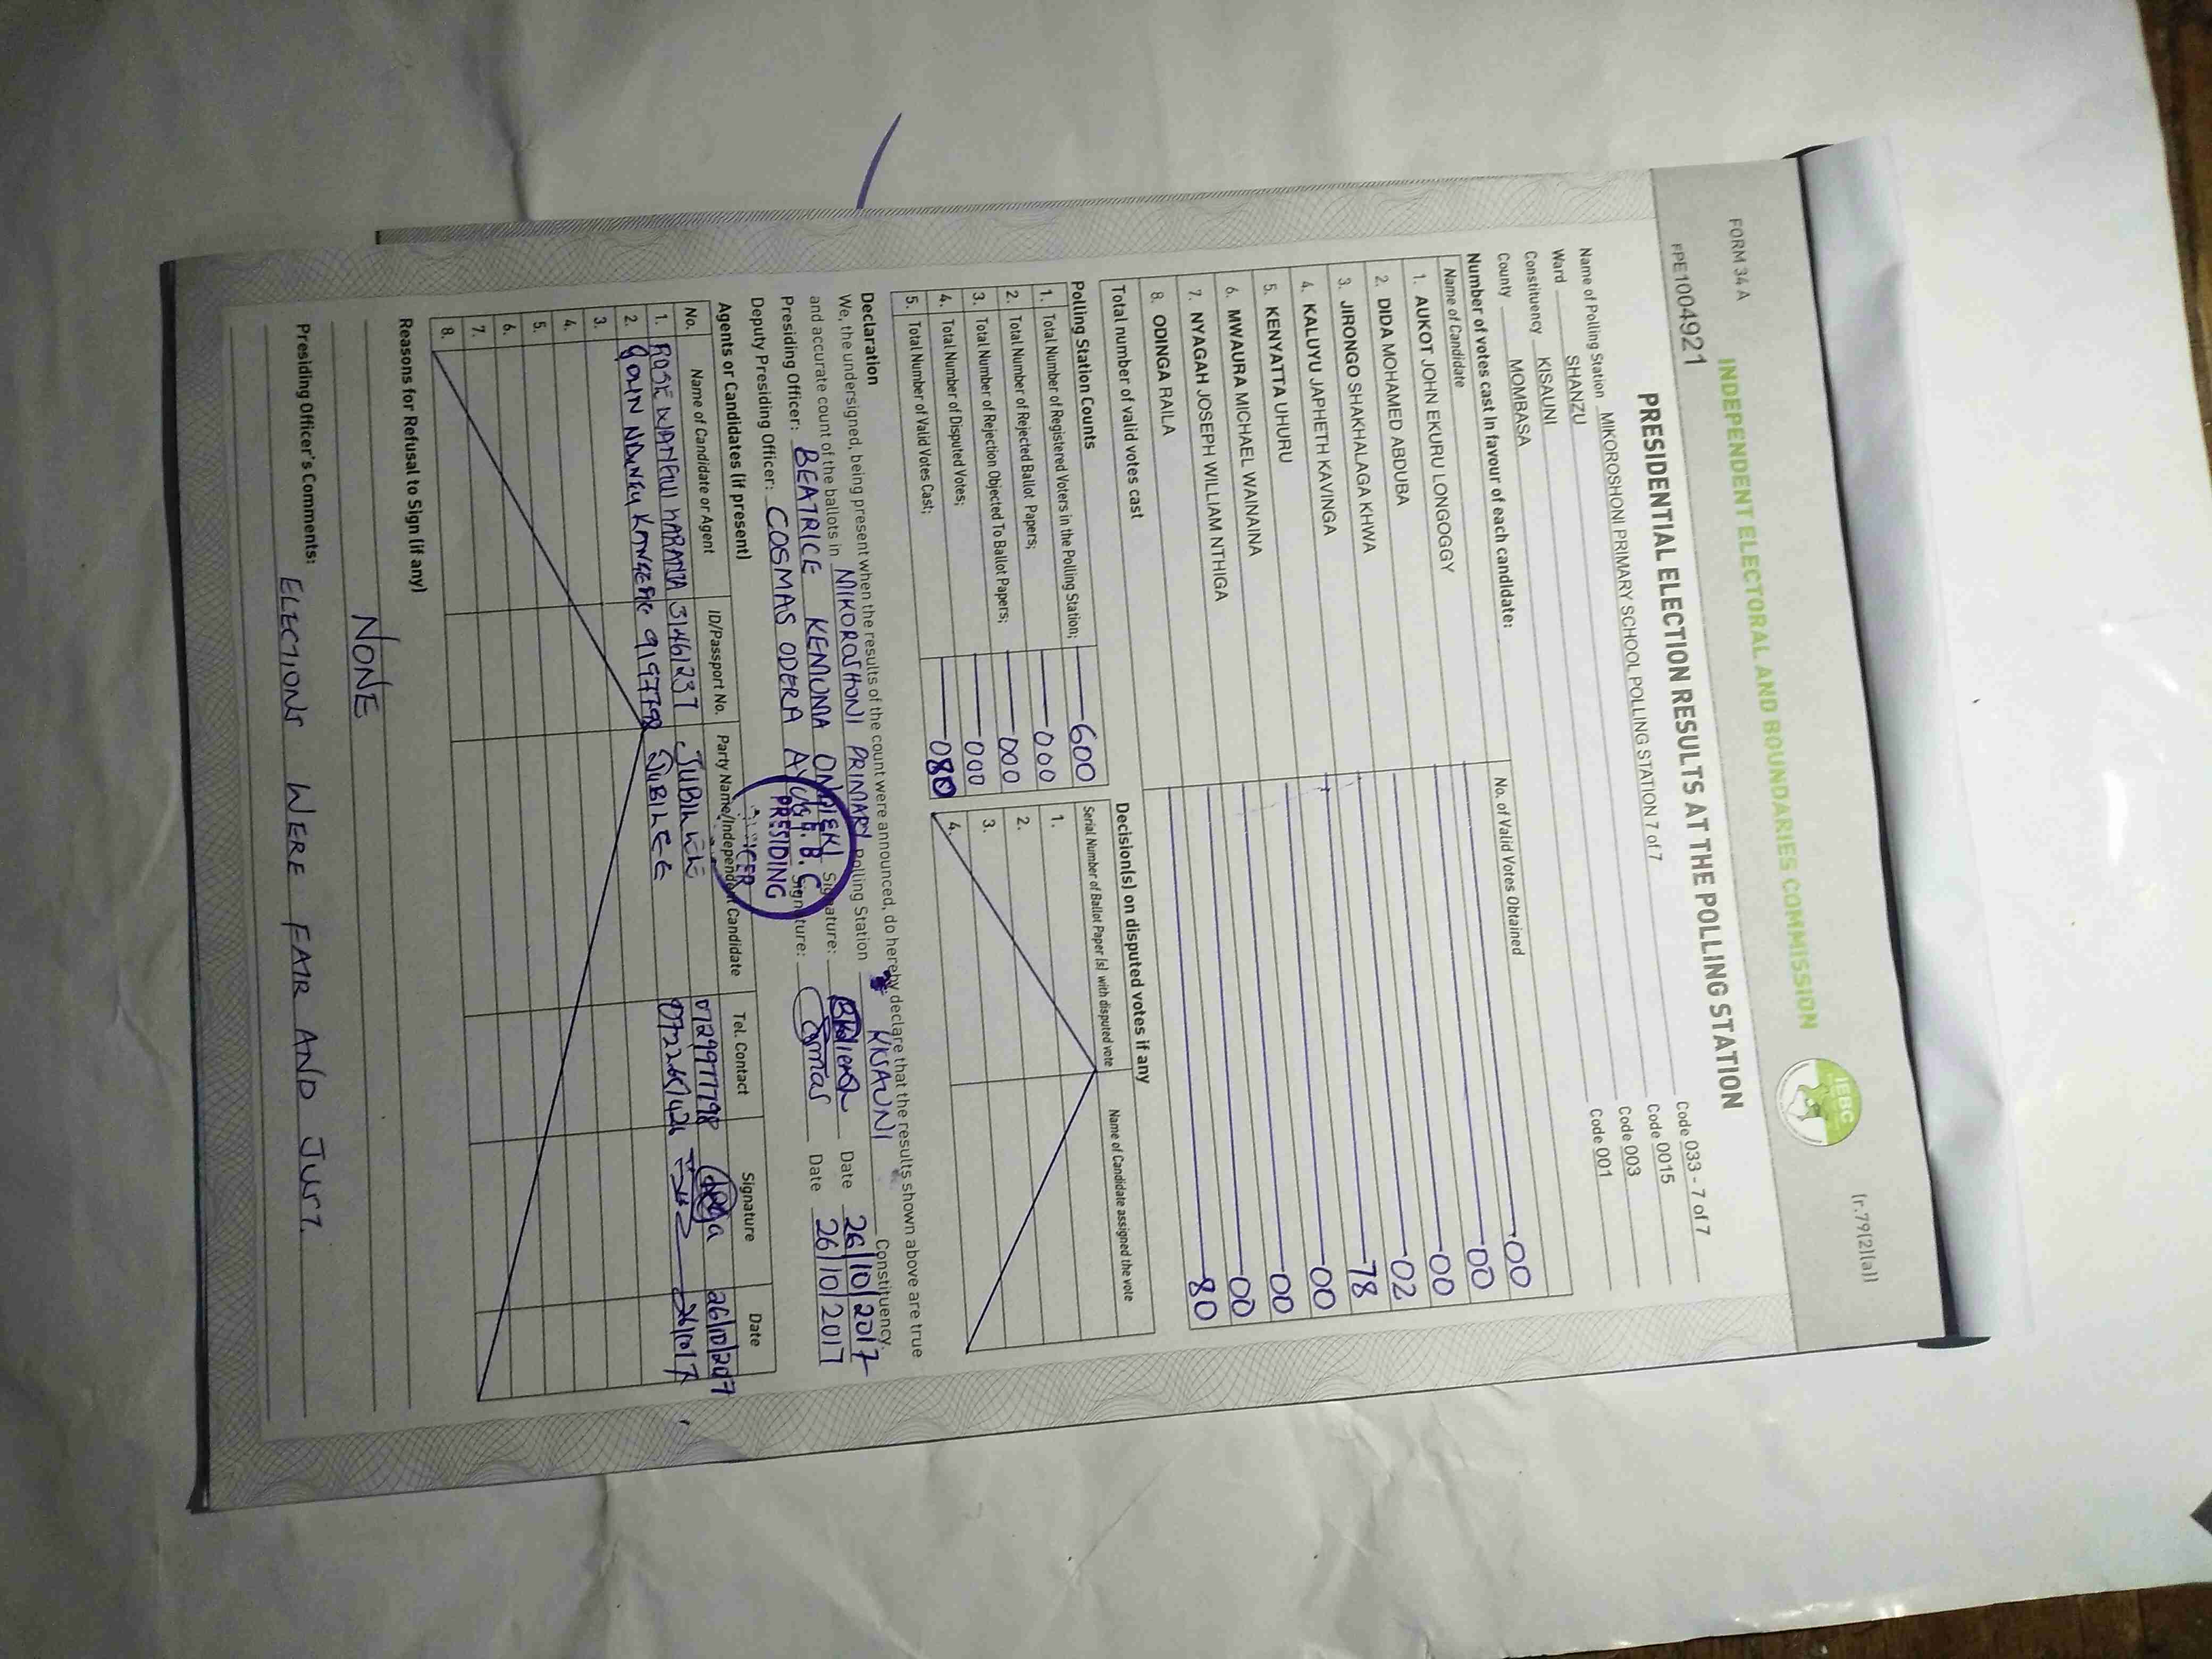 FORM 34 A
(r.79(2)(a))
INDEPENDENT ELECTORAL AND BOUNDARIES COMMISSION
IEBC
FPE1004921
PRESIDENTIAL ELECTION RESULTS AT THE POLLING STATION
Name of Polling Station MIKOROSHONI PRIMARY SCHOOL POLLING STATION 7 of 7 Code 033 - 7 of 7
Ward SHANZU Code 0015
Constituency KISAUNI Code 003
County MOMBASA Code 001
Number of votes cast in favour of each candidate:
Name of Candidate No. of Valid Votes Obtained
1. AUKOT JOHN EKURU LONGOGGY 00
2. DIDA MOHAMED ABDUBA 00
3. JIRONGO SHAKHALAGA KHWA 00
4. KALUYU JAPHETH KAVINGA 02
5. KENYATTA UHURU 78
6. MWAURA MICHAEL WAINAINA 00
7. NYAGAH JOSEPH WILLIAM NTHIGA 00
8. ODINGA RAILA 00
Total number of valid votes cast 80
Polling Station Counts
1. Total Number of Registered Voters in the Polling Station; 600
2. Total Number of Rejected Ballot Papers; 000
3. Total Number of Rejection Objected To Ballot Papers; 000
4. Total Number of Disputed Votes; 000
5. Total Number of Valid Votes Cast; 080
Decision(s) on disputed votes if any
Serial Number of Ballot Paper (s) with disputed vote Name of Candidate assigned the vote
1.
2.
3.
4.
Declaration
We, the undersigned, being present when the results of the count were announced, do hereby declare that the results shown above are true
and accurate count of the ballots in MIKOROSHONI PRIMARY Polling Station KISAUNI Constituency.
Presiding Officer: BEATRICE KEMUMA Signature: Date 26/10/2017
Deputy Presiding Officer: COSMAS ODERA Signature: Cosmas Date 26/10/2017
PRESIDING
Agents or Candidates (if present)
No. Name of Candidate or Agent ID/Passport No. Party Name/Independent Candidate Tel. Contact Signature Date
1. ROSE 31461237 JUBILEE 0729977798 26/10/2017
2. JUBILEE 26/10/17
3.
4.
5.
6.
7.
8.
Reasons for Refusal to Sign (if any)
NONE
Presiding Officer's Comments:
ELECTIONS WERE FAIR AND JUST.